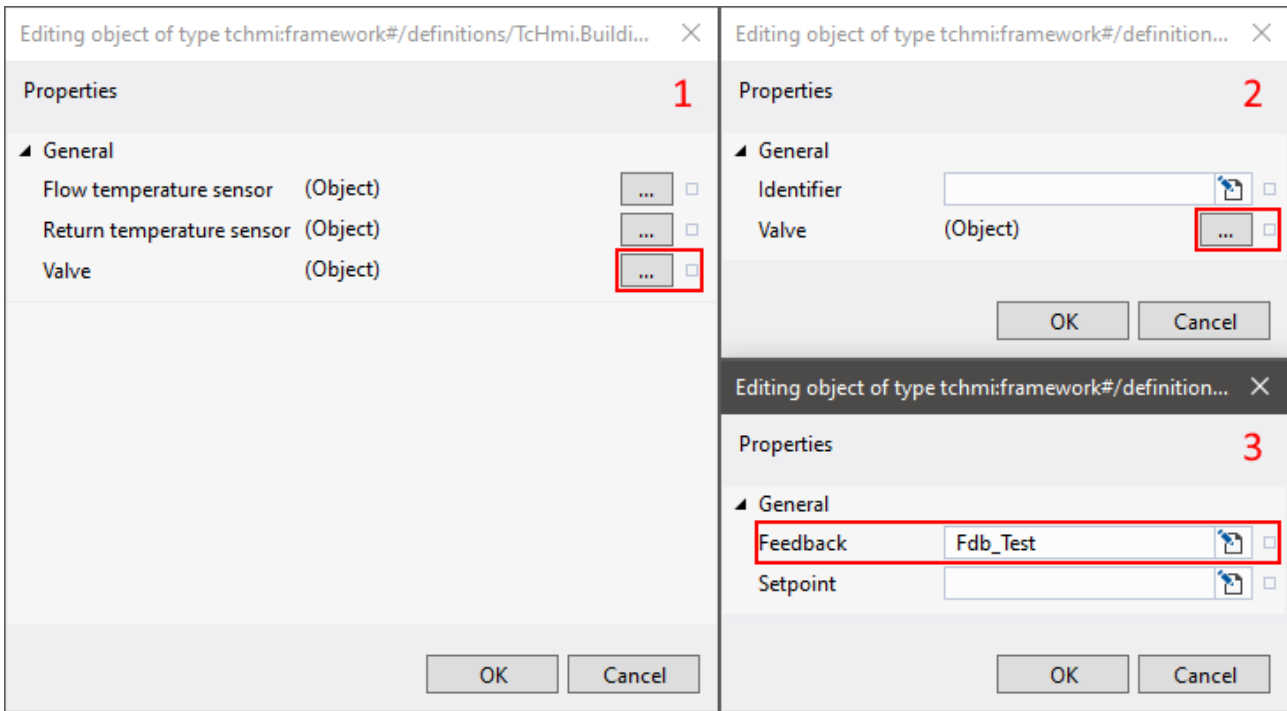 Editing object of type tchmi:framework#/definitions/TcHmi.Buildi...
Properties
1
General
Flow temperature sensor (Object) ...
Return temperature sensor (Object) ...
Valve (Object) ...
OK Cancel
Editing object of type tchmi:framework#/definition...
Properties
2
General
Identifier
Valve (Object) ...
OK Cancel
Editing object of type tchmi:framework#/definition...
Properties
3
General
Feedback Fdb_Test
Setpoint
OK Cancel